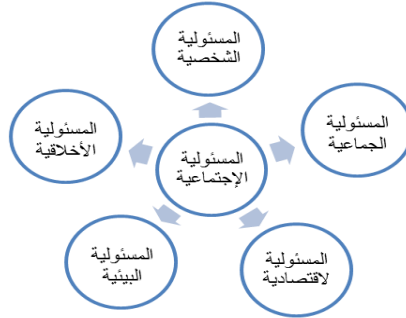 المسئولية
الشخصية
المسئولية
الجماعية
المسئولية
الأخلاقية
المسئولية
الإجتماعية
المسئولية
لاقتصادية
المسئولية
البيئية